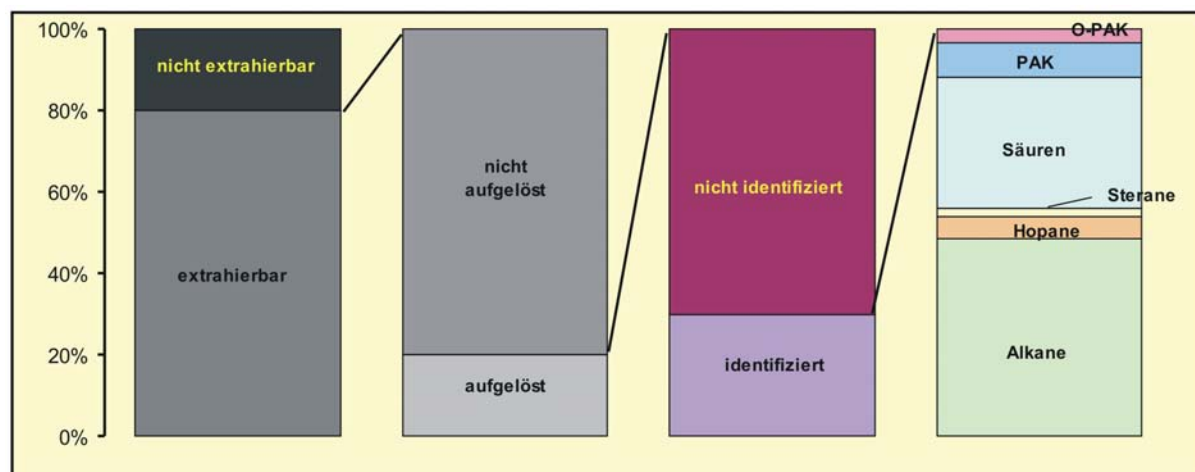 100%
80%
60%
40%
20%
0%
nicht extrahierbar
extrahierbar
nicht
aufgelöst
aufgelöst
nicht identifiziert
identifiziert
O-PAK
PAK
Säuren
Sterane
Hopane
Alkane